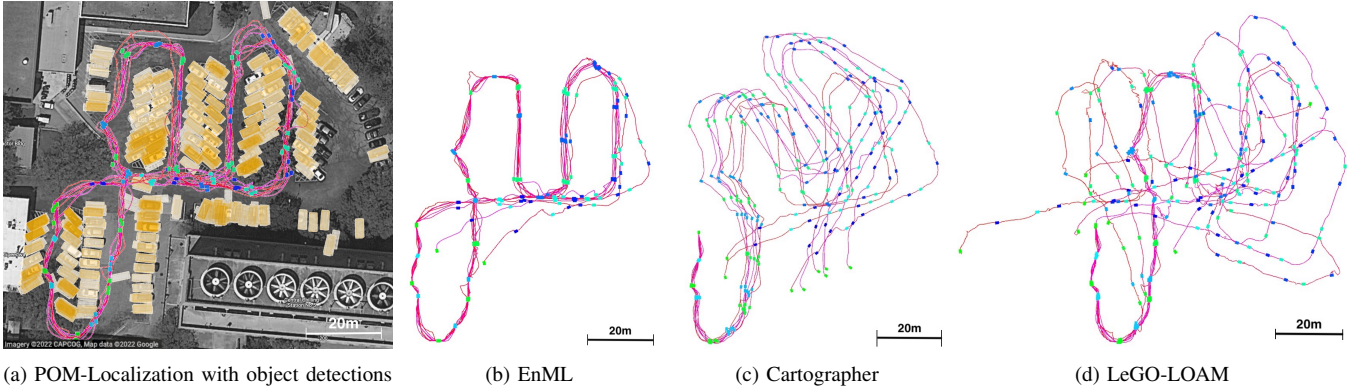 20m
Imagery ©2022 CAPCOG, Map data ©2022 Google
20m
20m
20m
(a) POM-Localization with object detections
(b) EnML
(c) Cartographer
(d) LeGO-LOAM